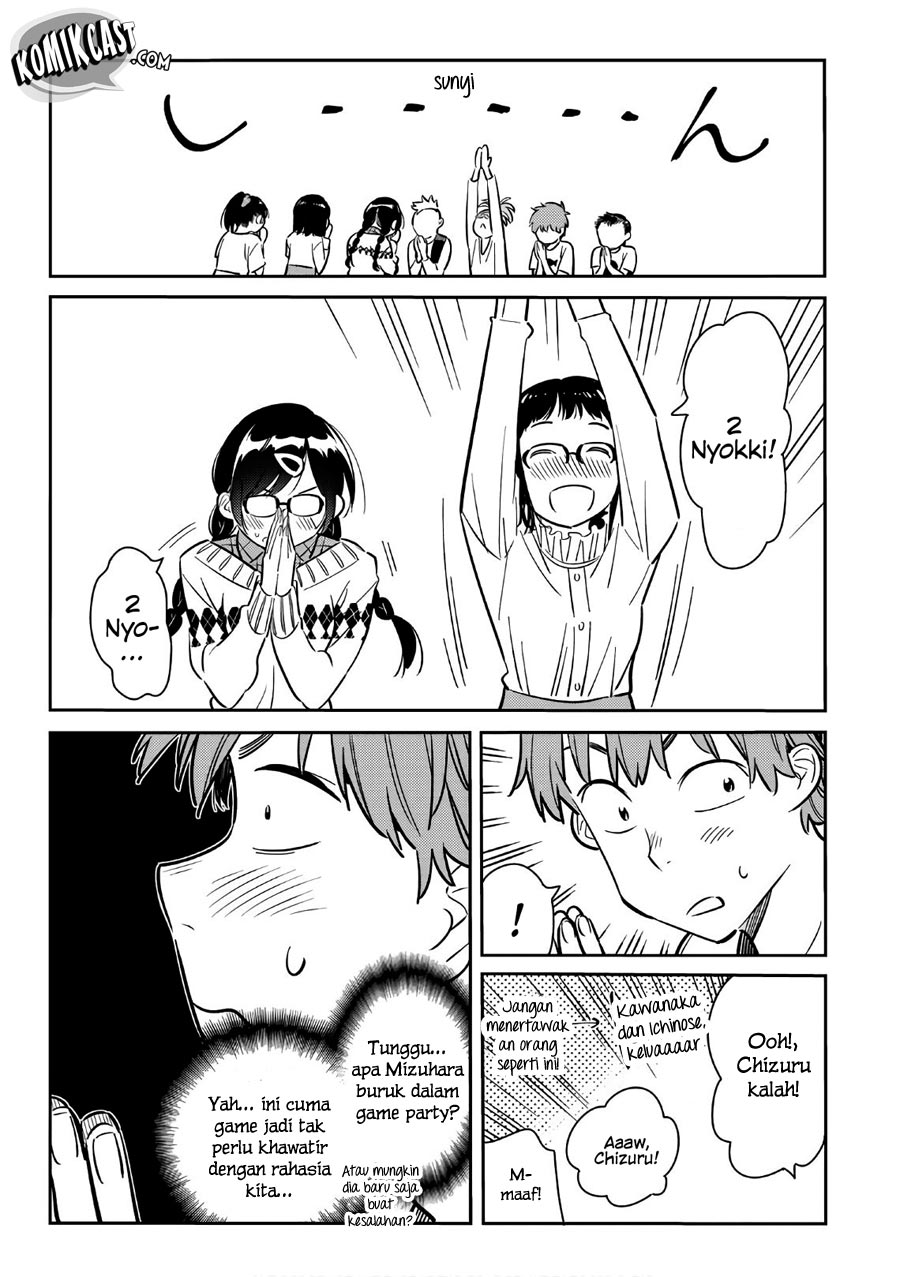 KOMIKCAST
.COM
sunyi
し - - - - - ん
2
Nyokki!
2
Nyo-
...
!
Ooh!,
Chizuru
kalah!
Kawanaka
dan Ichinose,
keluaaaar
Jangan
menertawak
an orang
seperti ini!
Aaaw,
Chizuru!
M-
maaf!
Tunggu...
apa Mizuhara
buruk dalam
game party?
Yah... ini cuma
game jadi tak
perlu khawatir
dengan rahasia
kita...
Atau mungkin
dia baru saja
buat
kesalahan?